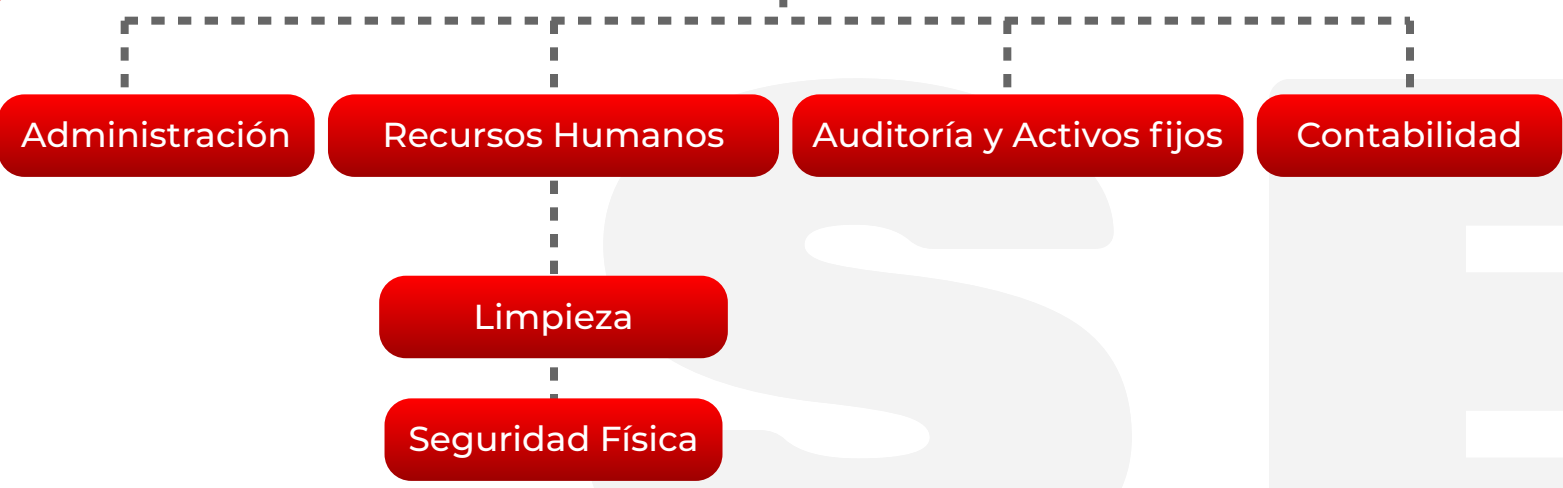 Administración
Recursos Humanos
Auditoría y Activos fijos
Contabilidad
Limpieza
Seguridad Física